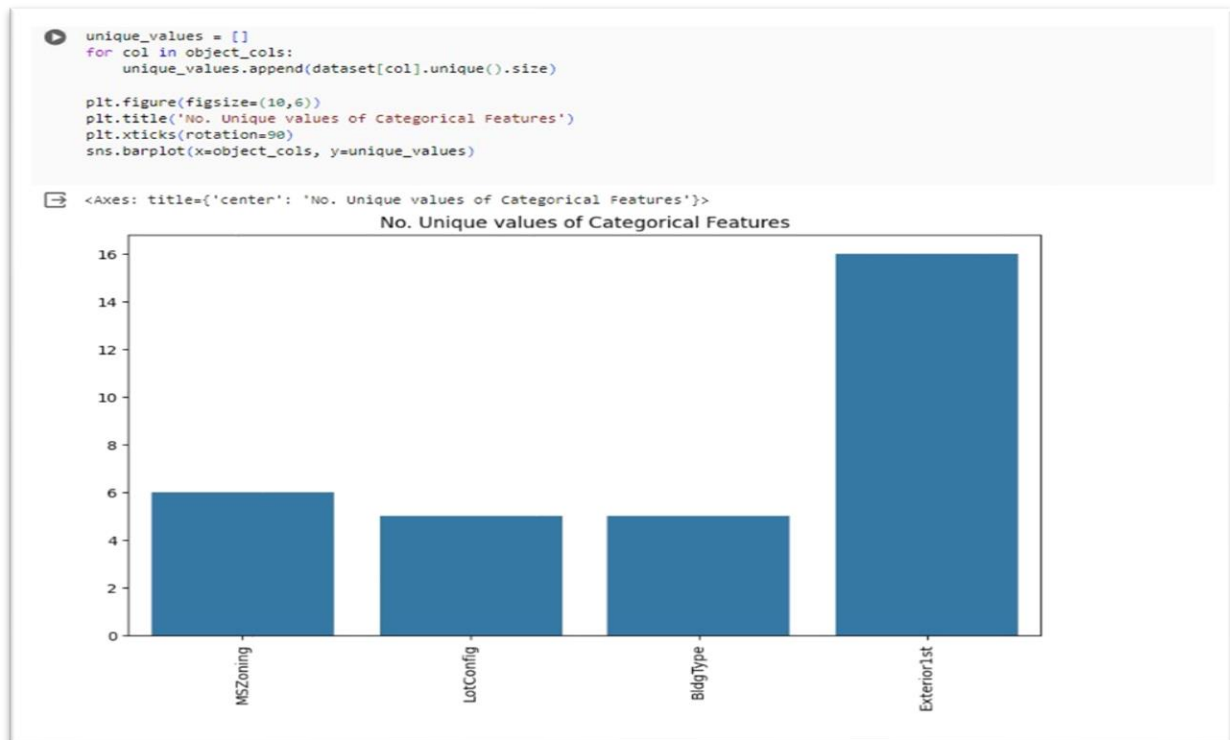 unique_values = []
for col in object_cols:
    unique_values.append(dataset[col].unique().size)
plt.figure(figsize=(10,6))
plt.title('No. Unique values of Categorical Features')
plt.xticks(rotation=90)
sns.barplot(x=object_cols, y=unique_values)
<Axes: title={'center': 'No. Unique values of Categorical Features'}>
No. Unique values of Categorical Features
16
14
12
10
8
6
4
2
0
MSZoning
LotConfig
BldgType
Exterior1st